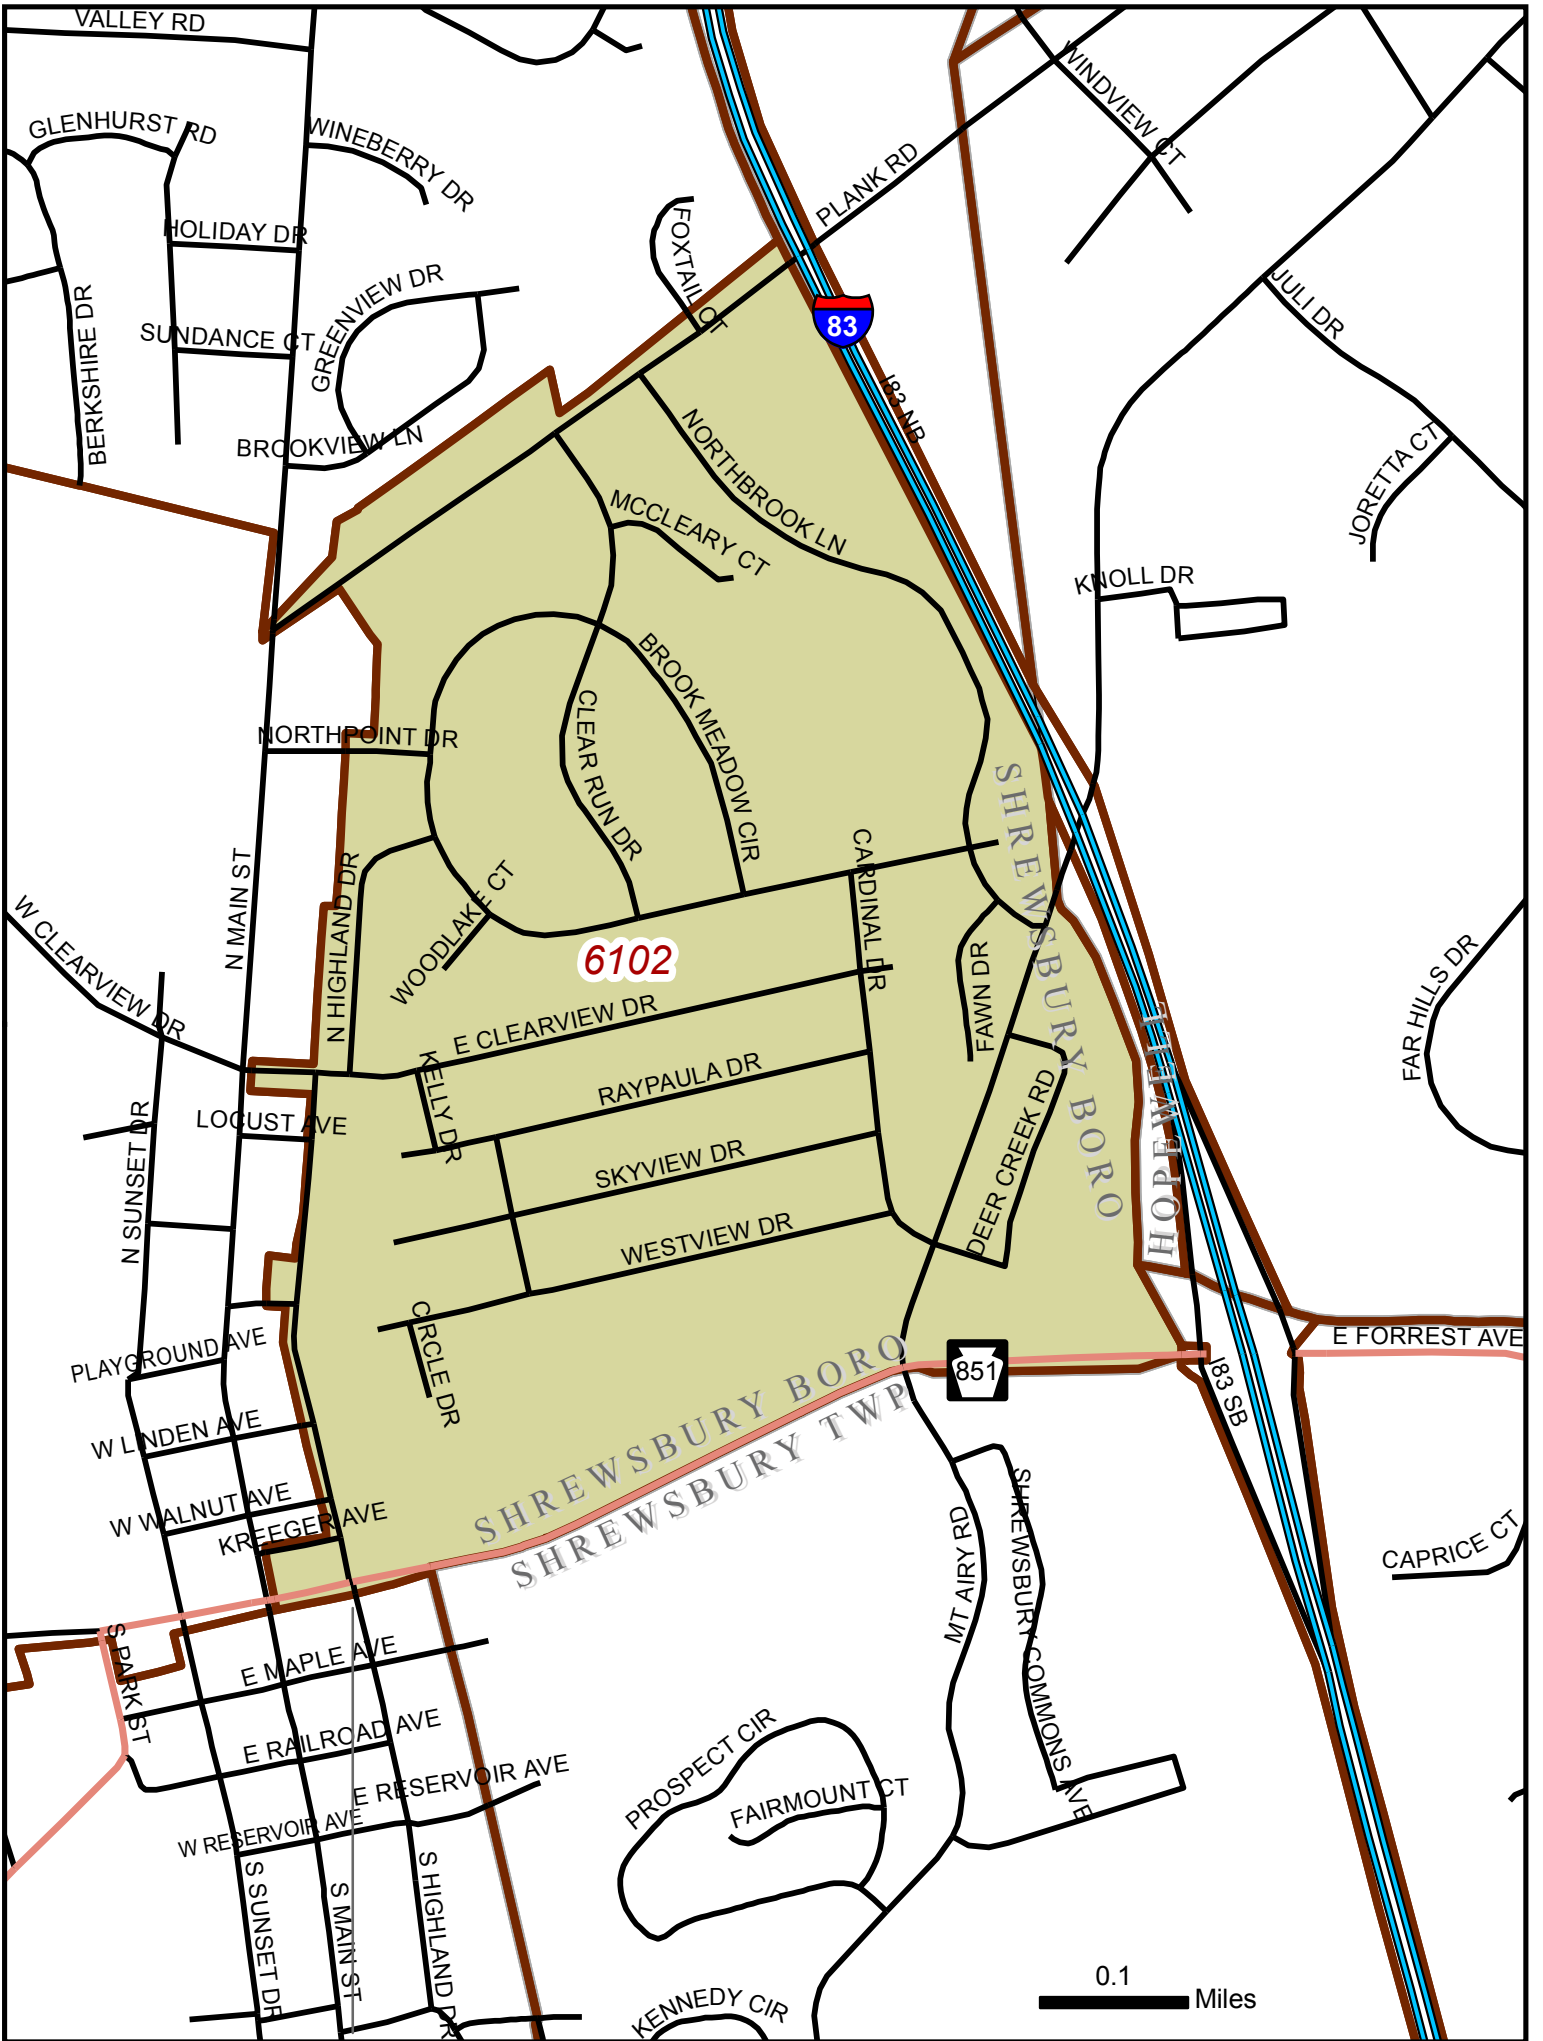 VALLEY RD
GLENHURST RD
WINEBERRY DR
WINDVIEW CT
PLANK RD
HOLIDAY DR
FOXTAIL CT
GREENVIEW DR
BERKSHIRE DR
SUNDANCE CT
83
JULI DR
I83 NB
BROOKVIEW LN
NORTHBROOK LN
JORETTA CT
MCCLEARY CT
KNOLL DR
BROOK MEADOW CIR
CLEAR RUN DR
NORTHPOINT DR
SHREWSBURY BORO
CARDINAL DR
N MAIN ST
N HIGHLAND DR
WOODLAKE CT
W CLEARVIEW DR
6102
FAWN DR
FAR HILLS DR
E CLEARVIEW DR
HOPEWELL
KELLY DR
RAYPAULA DR
DEER CREEK RD
LOCUST AVE
N SUNSET DR
SKYVIEW DR
WESTVIEW DR
CIRCLE DR
PLAYGROUND AVE
E FORREST AVE
851
I83 SB
SHREWSBURY BORO
SHREWSBURY TWP
W LINDEN AVE
W WALNUT AVE
KREEGER AVE
MT AIRY RD
SHREWSBURY COMMONS AVE
CAPRICE CT
S PARK ST
E MAPLE AVE
E RAILROAD AVE
PROSPECT CIR
E RESERVOIR AVE
FAIRMOUNT CT
W RESERVOIR AVE
S SUNSET DR
S MAIN ST
S HIGHLAND DR
KENNEDY CIR
0.1
Miles